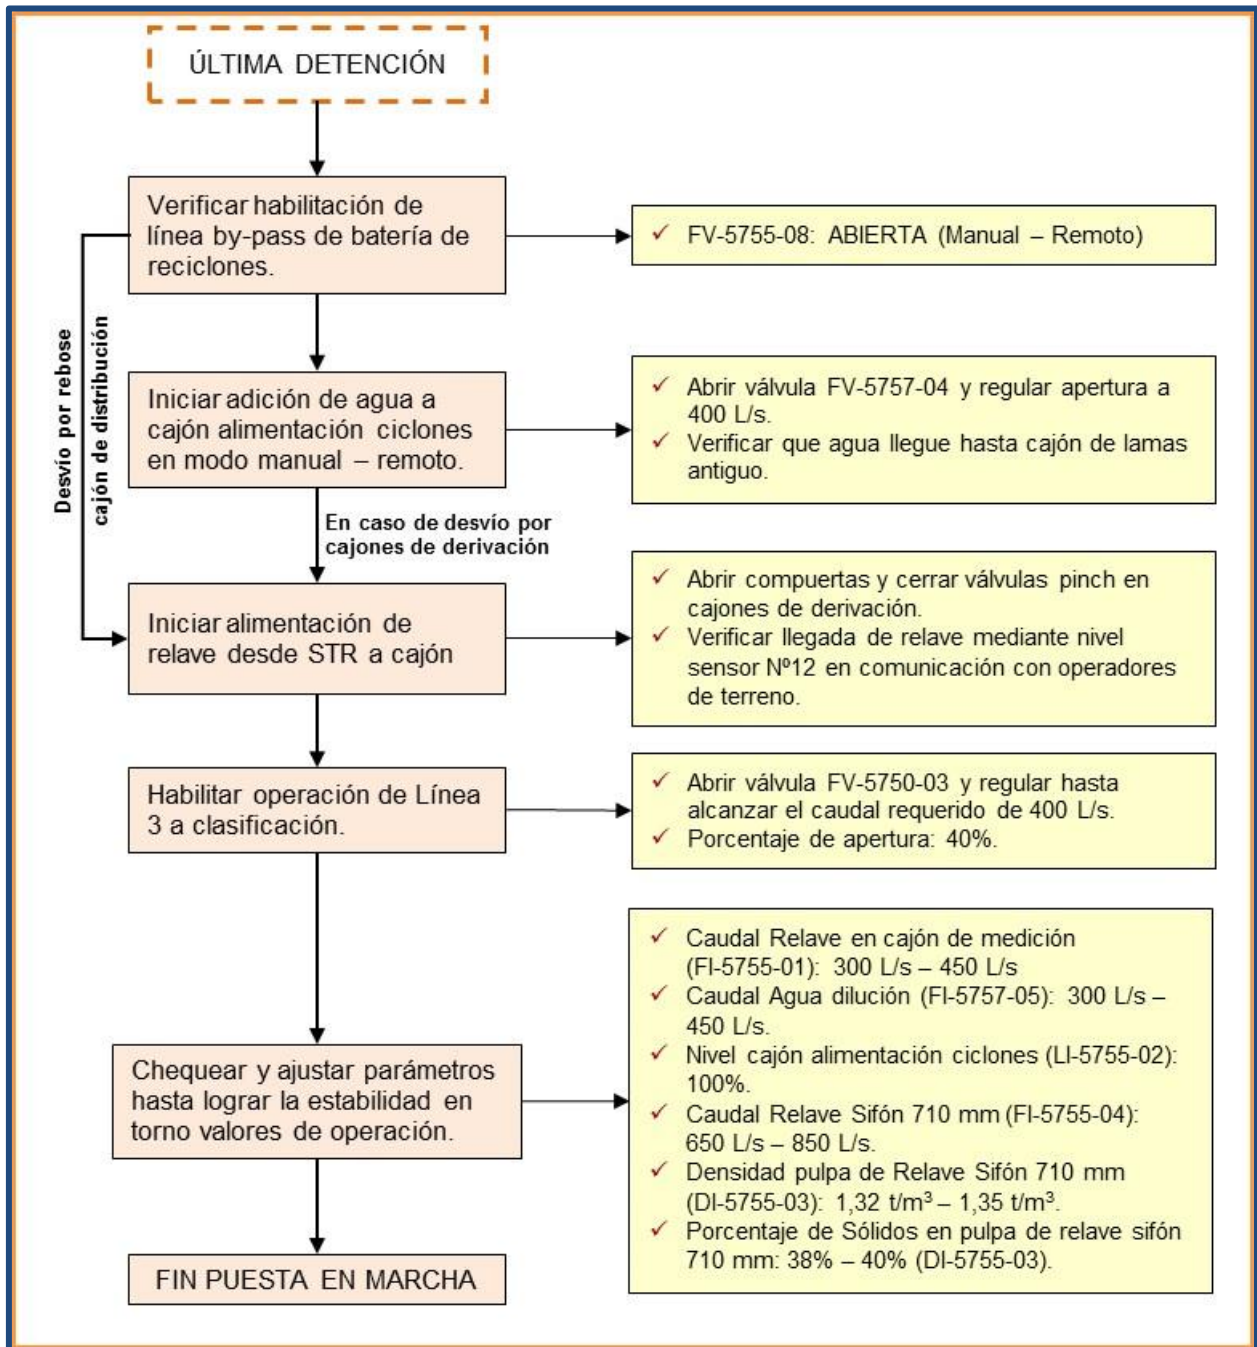 ÚLTIMA DETENCIÓN
Verificar habilitación de
línea by-pass de batería de
reciclones.
✓ FV-5755-08: ABIERTA (Manual – Remoto)
Desvío por rebose
cajón de distribución
Iniciar adición de agua a
cajón alimentación ciclones
en modo manual – remoto.
✓ Abrir válvula FV-5757-04 y regular apertura a
400 L/s.
✓ Verificar que agua llegue hasta cajón de lamas
antiguo.
En caso de desvío por
cajones de derivación
Iniciar alimentación de
relave desde STR a cajón
✓ Abrir compuertas y cerrar válvulas pinch en
cajones de derivación.
✓ Verificar llegada de relave mediante nivel
sensor Nº12 en comunicación con operadores
de terreno.
Habilitar operación de Línea
3 a clasificación.
✓ Abrir válvula FV-5750-03 y regular hasta
alcanzar el caudal requerido de 400 L/s.
✓ Porcentaje de apertura: 40%.
Chequear y ajustar parámetros
hasta lograr la estabilidad en
torno valores de operación.
✓ Caudal Relave en cajón de medición
(FI-5755-01): 300 L/s – 450 L/s
✓ Caudal Agua dilución (FI-5757-05): 300 L/s –
450 L/s.
✓ Nivel cajón alimentación ciclones (LI-5755-02):
100%.
✓ Caudal Relave Sifón 710 mm (FI-5755-04):
650 L/s – 850 L/s.
✓ Densidad pulpa de Relave Sifón 710 mm
(DI-5755-03): 1,32 t/m³ – 1,35 t/m³.
✓ Porcentaje de Sólidos en pulpa de relave sifón
710 mm: 38% – 40% (DI-5755-03).
FIN PUESTA EN MARCHA